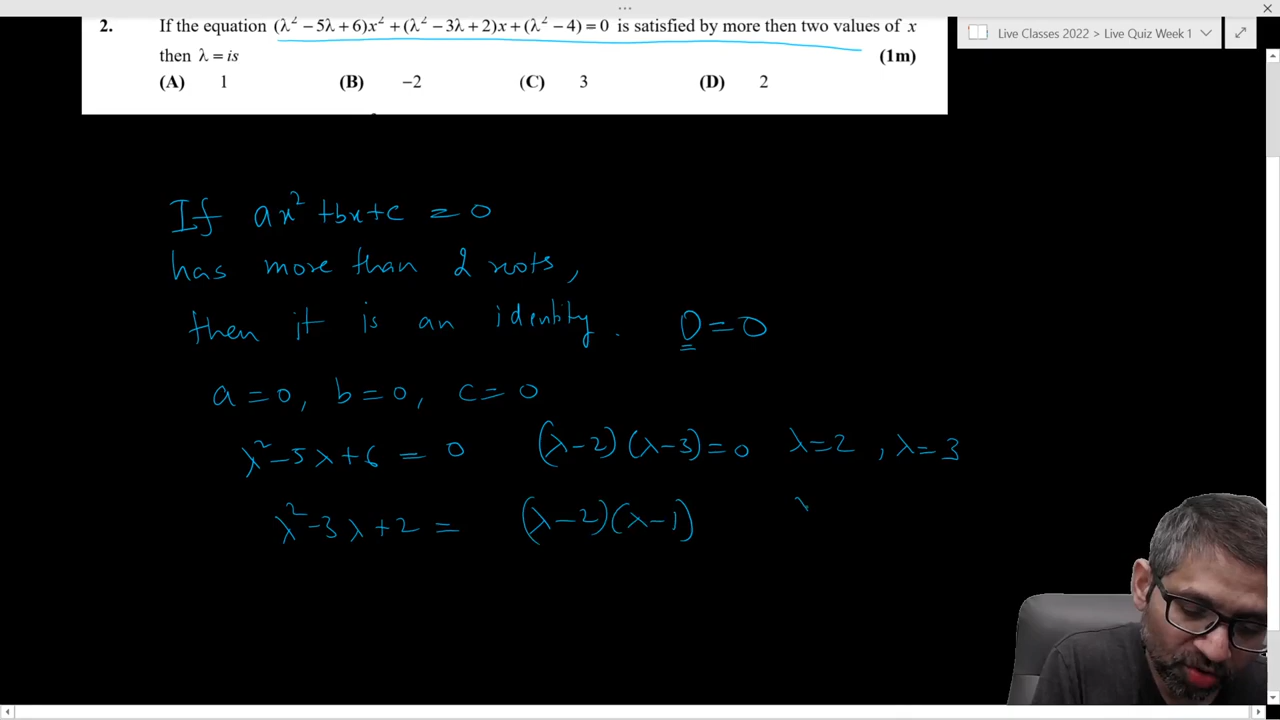 2. If the equation (λ² − 5λ + 6)x² + (λ² − 3λ + 2)x + (λ² − 4) = 0 is satisfied by more then two values of x
then λ = is (1m)
(A) 1 (B) −2 (C) 3 (D) 2
Live Classes 2022 > Live Quiz Week 1
If ax² + bx + c = 0
has more than 2 roots,
then it is an identity. 0 = 0
a = 0, b = 0, c = 0
λ² − 5λ + 6 = 0 (λ − 2)(λ − 3) = 0 λ = 2, λ = 3
λ² − 3λ + 2 = (λ − 2)(λ − 1) λ